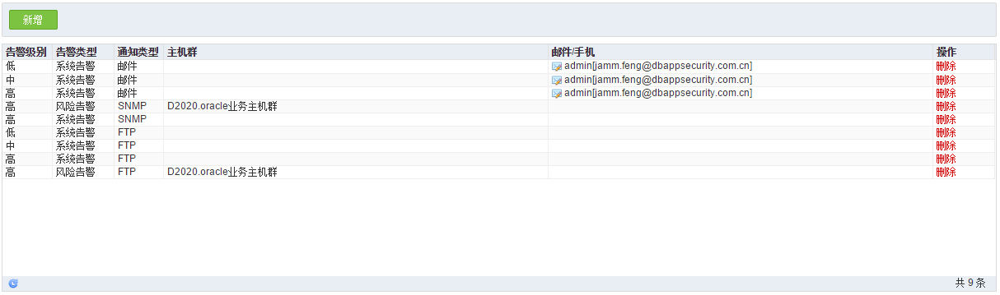 新增
告警级别 告警类型 通知类型 主机群 邮件/手机 操作
低 系统告警 邮件 admin[jamm.feng@dbappsecurity.com.cn] 删除
中 系统告警 邮件 admin[jamm.feng@dbappsecurity.com.cn] 删除
高 系统告警 邮件 admin[jamm.feng@dbappsecurity.com.cn] 删除
高 风险告警 SNMP D2020.oracle业务主机群 删除
高 系统告警 SNMP 删除
低 系统告警 FTP 删除
中 系统告警 FTP 删除
高 系统告警 FTP 删除
高 风险告警 FTP D2020.oracle业务主机群 删除
共 9 条